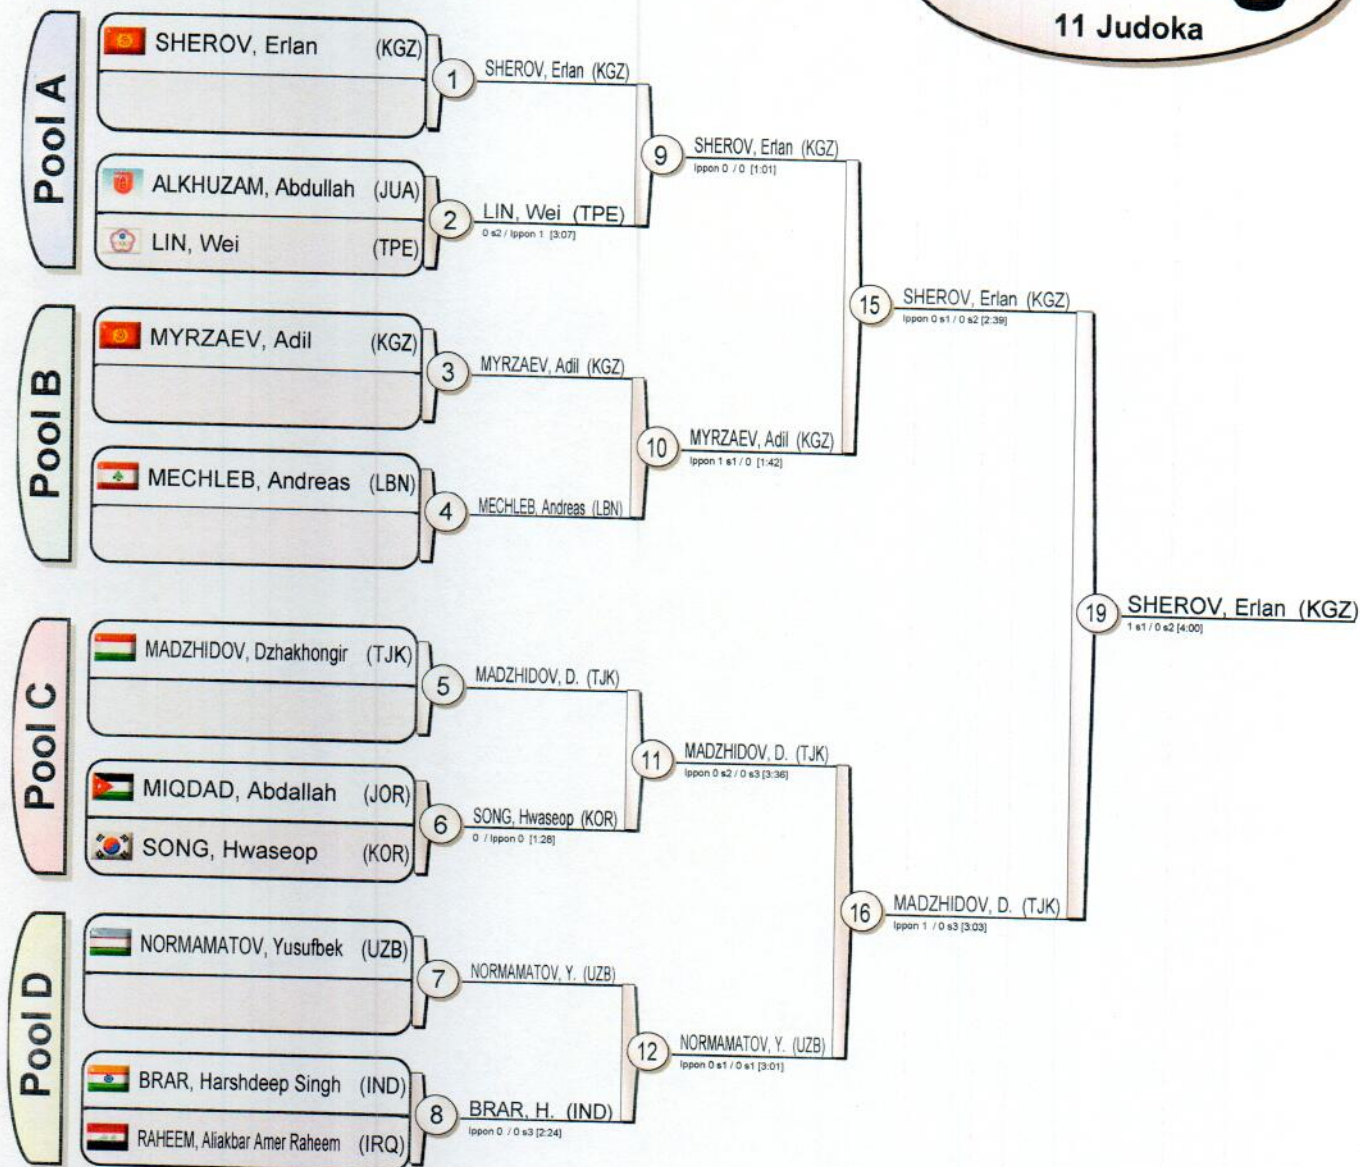 11 Judoka
Pool A
SHEROV, Erlan (KGZ)
1
SHEROV, Erlan (KGZ)
ALKHUZAM, Abdullah (JUA)
LIN, Wei (TPE)
2
LIN, Wei (TPE)
0 s2 / Ippon 1 [3:07]
9
SHEROV, Erlan (KGZ)
Ippon 0 / 0 [1:01]
Pool B
MYRZAEV, Adil (KGZ)
3
MYRZAEV, Adil (KGZ)
MECHLEB, Andreas (LBN)
4
MECHLEB, Andreas (LBN)
10
MYRZAEV, Adil (KGZ)
Ippon 1 s1 / 0 [1:42]
15
SHEROV, Erlan (KGZ)
Ippon 0 s1 / 0 s2 [2:39]
Pool C
MADZHIDOV, Dzhakhongir (TJK)
5
MADZHIDOV, D. (TJK)
MIQDAD, Abdallah (JOR)
SONG, Hwaseop (KOR)
6
SONG, Hwaseop (KOR)
0 / Ippon 0 [1:28]
11
MADZHIDOV, D. (TJK)
Ippon 0 s2 / 0 s3 [3:36]
Pool D
NORMAMATOV, Yusufbek (UZB)
7
NORMAMATOV, Y. (UZB)
BRAR, Harshdeep Singh (IND)
RAHEEM, Aliakbar Amer Raheem (IRQ)
8
BRAR, H. (IND)
Ippon 0 / 0 s3 [2:24]
12
NORMAMATOV, Y. (UZB)
Ippon 0 s1 / 0 s1 [3:01]
16
MADZHIDOV, D. (TJK)
Ippon 1 / 0 s3 [3:03]
19
SHEROV, Erlan (KGZ)
1 s1 / 0 s2 [4:00]